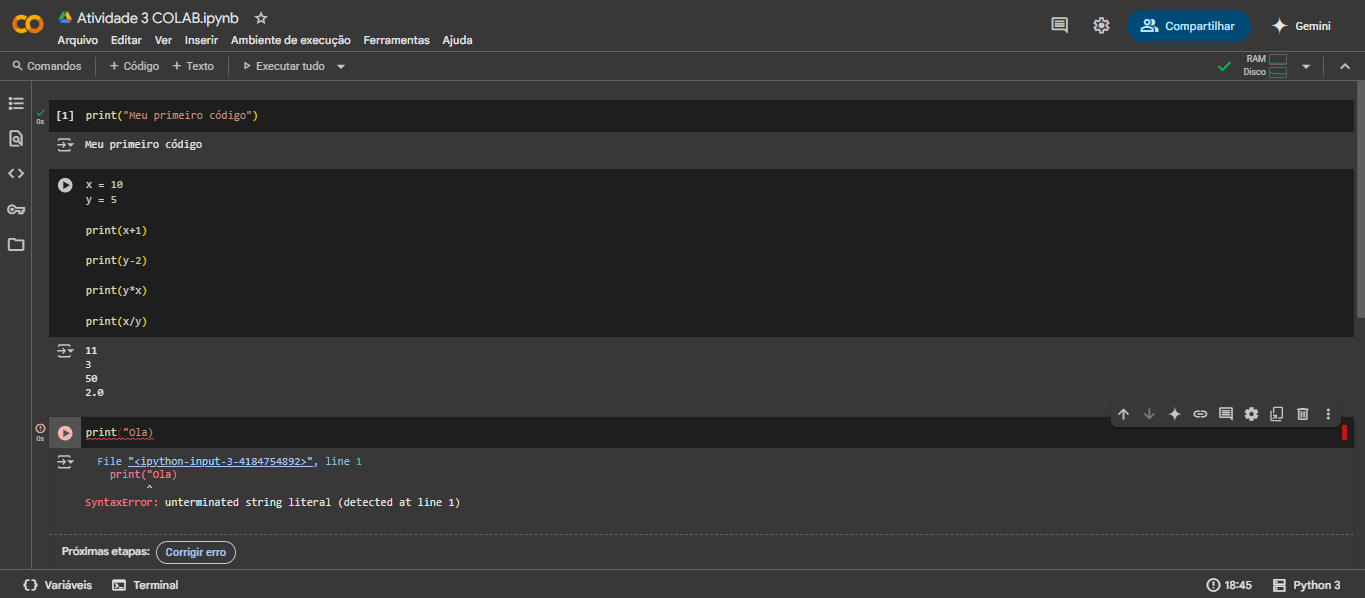 Atividade 3 COLAB.ipynb
Arquivo Editar Ver Inserir Ambiente de execução Ferramentas Ajuda
Compartilhar
Gemini
Comandos + Código + Texto Executar tudo
RAM
Disco
0s
[1] print("Meu primeiro código")
Meu primeiro código
x = 10
y = 5
print(x+1)
print(y-2)
print(y*x)
print(x/y)
11
3
50
2.0
0s
print("Ola)
File "<ipython-input-3-4184754892>", line 1
print("Ola)
^
SyntaxError: unterminated string literal (detected at line 1)
Próximas etapas: Corrigir erro
Variáveis Terminal 18:45 Python 3